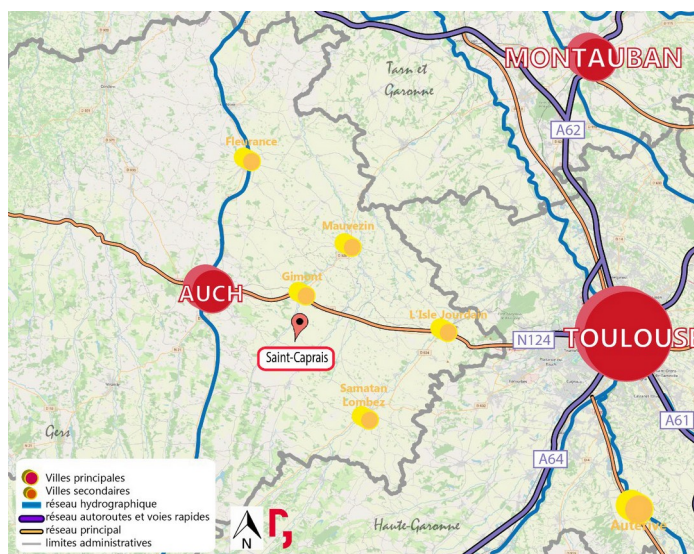 MONTAUBAN
Tarn et
Garonne
A62
Fleurance
Mauvezin
Gimont
AUCH
L'Isle Jourdain
N124
TOULOUSE
Saint-Caprais
Samatan
Lombez
Gers
A61
A64
Haute-Garonne
Auterive
Villes principales
Villes secondaires
réseau hydrographique
réseau autoroutes et voies rapides
réseau principal
limites administratives
N